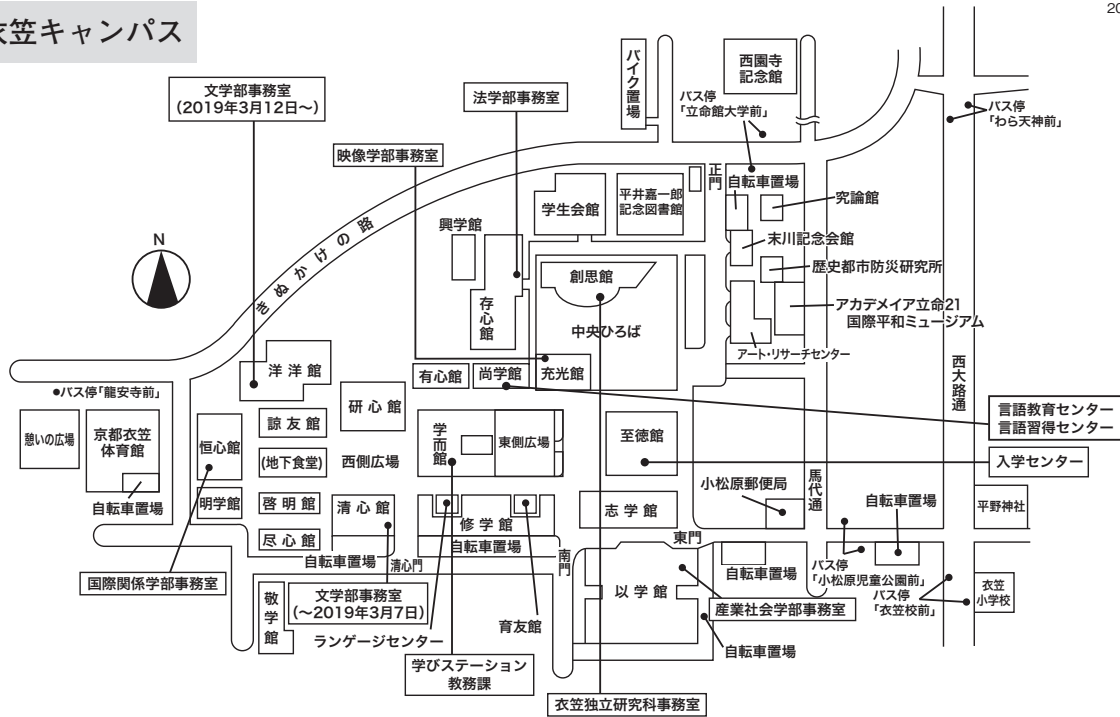 衣笠キャンパス
20
文学部事務室
(2019年3月12日~)
法学部事務室
バイク置場
西園寺
記念館
バス停
「立命館大学前」
バス停
「わら天神前」
映像学部事務室
正門
自転車置場
学生会館
平井嘉一郎
記念図書館
究論館
興学館
末川記念会館
N
きぬかけの路
創思館
歴史都市防災研究所
存心館
アカデメイア立命21
国際平和ミュージアム
中央ひろば
アート・リサーチセンター
西大路通
洋洋館
有心館
尚学館
充光館
バス停「龍安寺前」
研心館
言語教育センター
言語習得センター
憩いの広場
京都衣笠
体育館
恒心館
諒友館
学而館
東側広場
至徳館
(地下食堂)
西側広場
入学センター
自転車置場
明学館
啓明館
清心館
小松原郵便局
馬代通
自転車置場
平野神社
修学館
志学館
尽心館
自転車置場
東門
自転車置場
清心門
南門
国際関係学部事務室
以学館
自転車置場
バス停
「小松原児童公園前」
バス停
「衣笠校前」
衣笠
小学校
敬学館
文学部事務室
(~2019年3月7日)
産業社会学部事務室
育友館
ランゲージセンター
自転車置場
学びステーション
教務課
衣笠独立研究科事務室